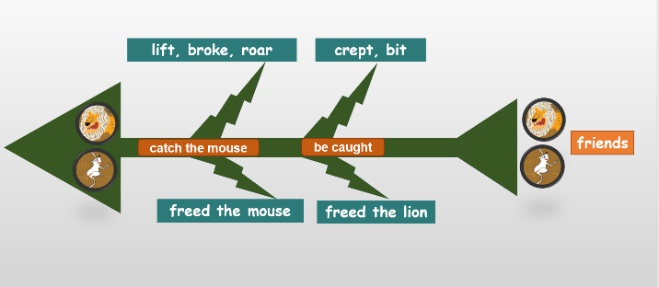 lift, broke, roar
crept, bit
catch the mouse
be caught
friends
freed the mouse
freed the lion